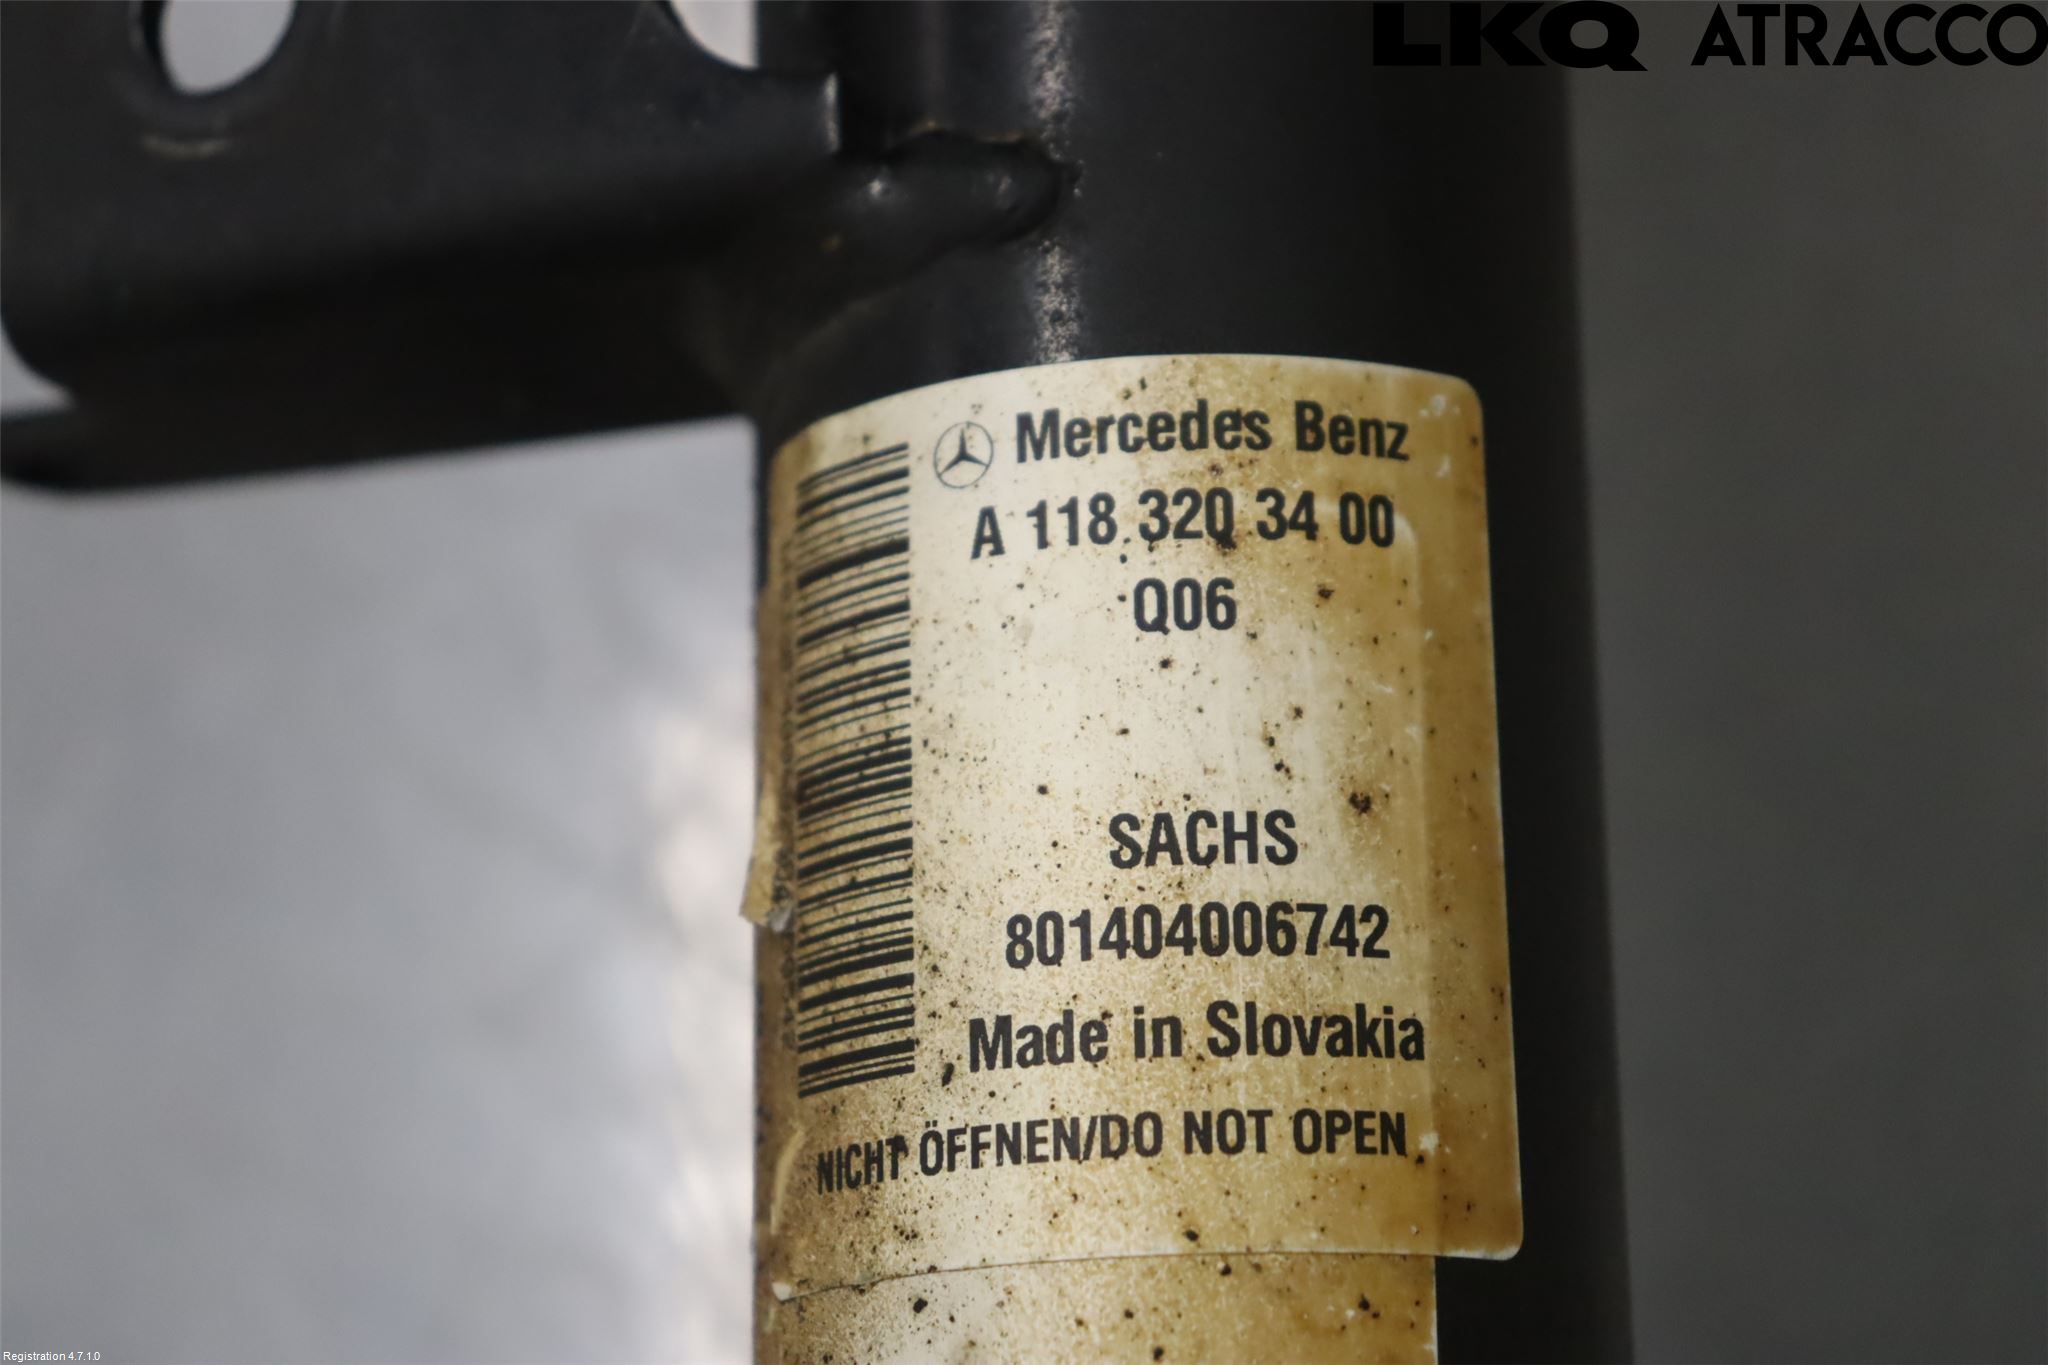 LKQ ATRACCO
Mercedes Benz
A 118 320 34 00
Q06
SACHS
801404006742
Made in Slovakia
NICHT ÖFFNEN/DO NOT OPEN
Registration 4.7.1.0